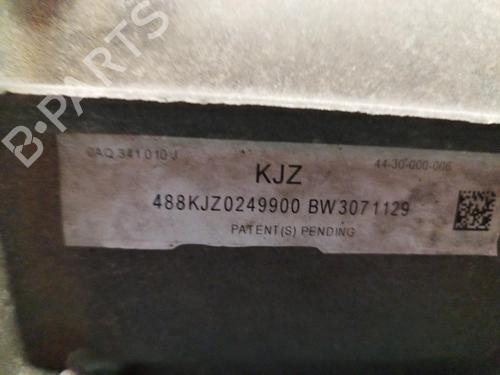 B-PARTS
0AQ 341 010 J
KJZ
44-30-000-006
488KJZ0249900 BW3071129
PATENT(S) PENDING